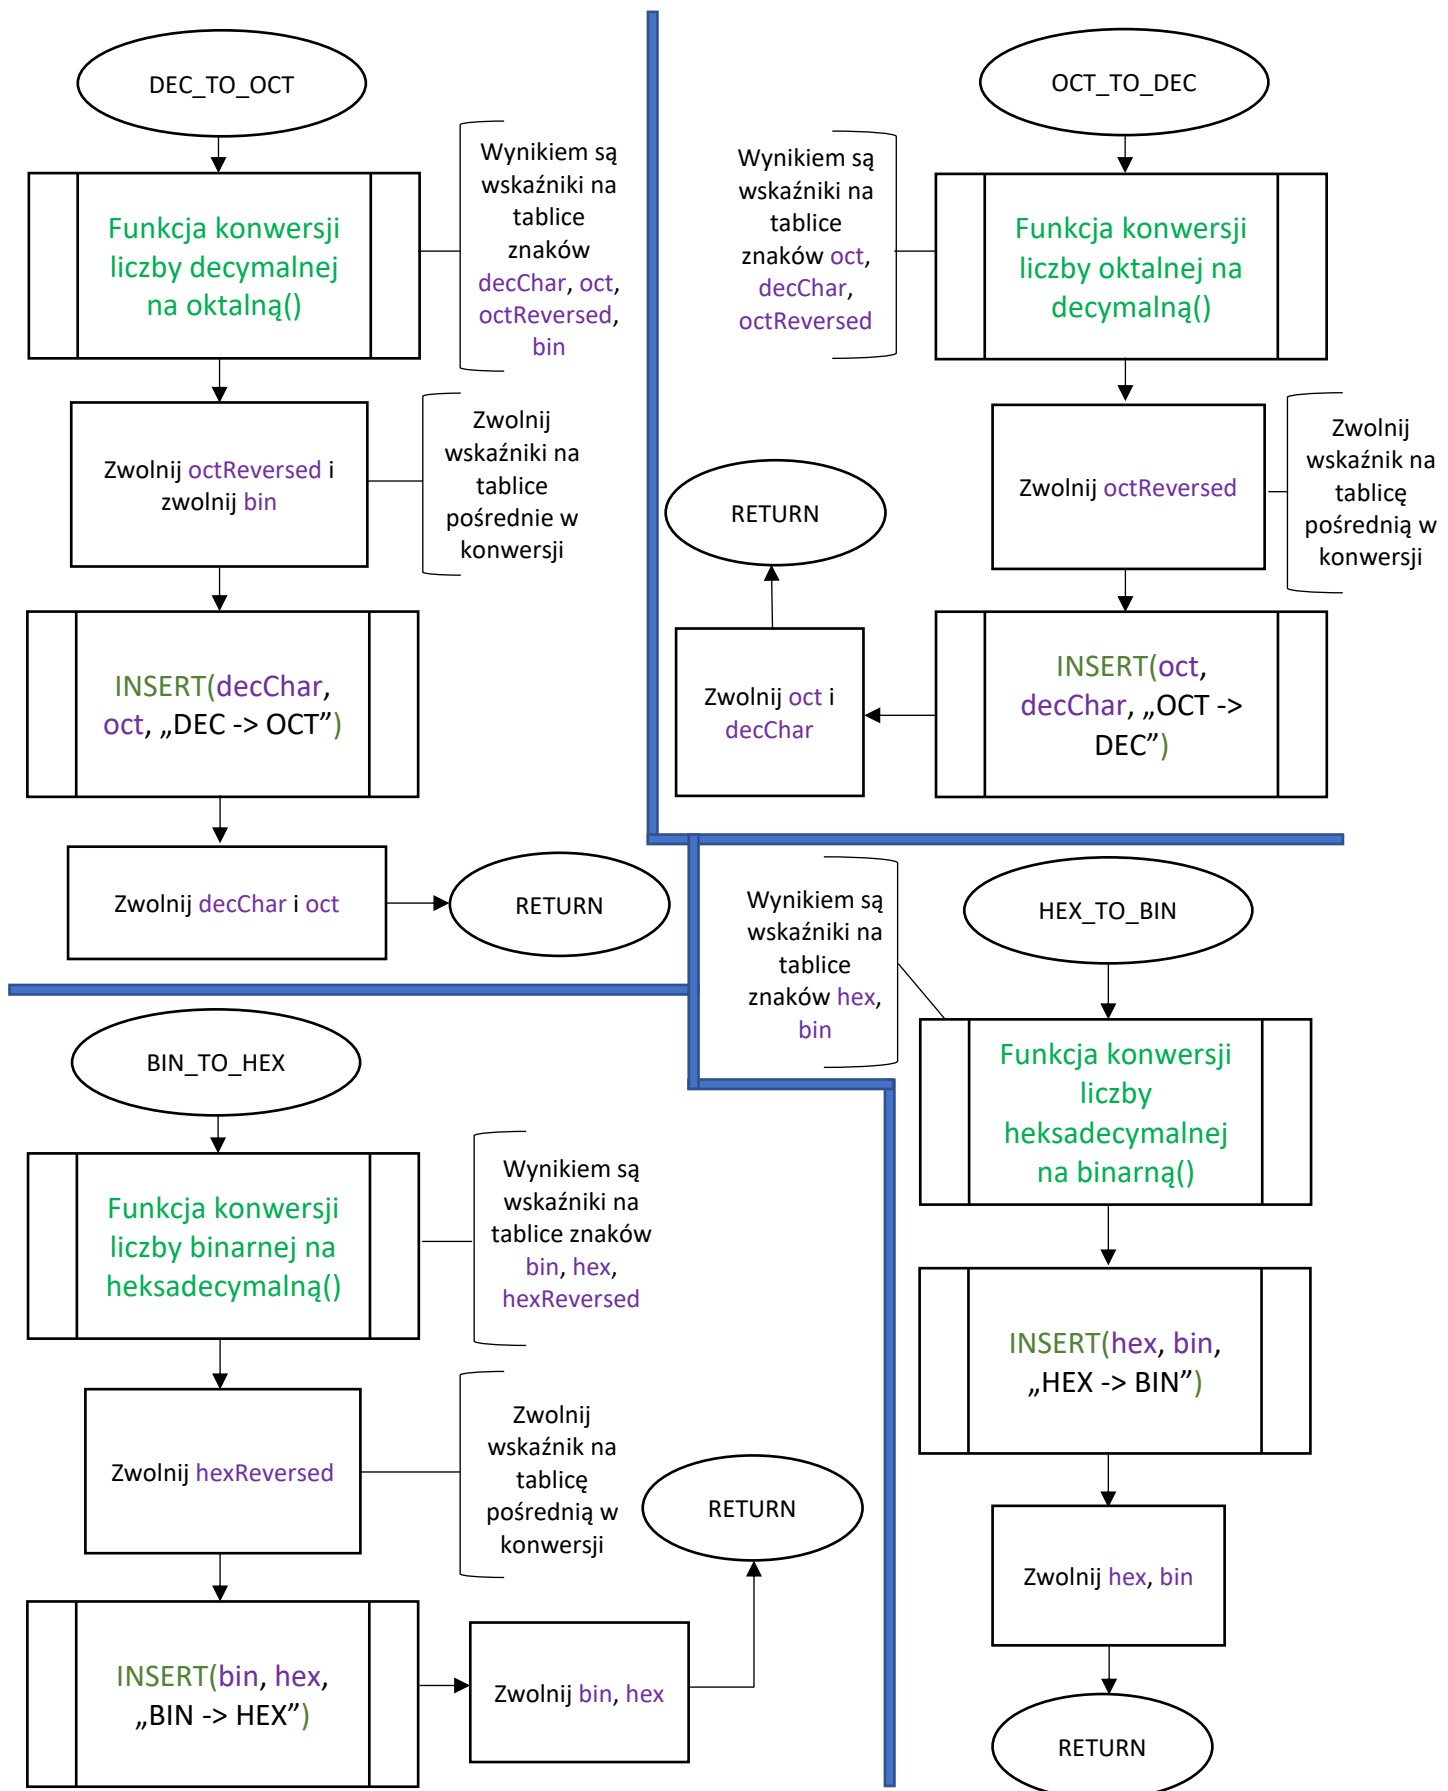 DEC_TO_OCT
Funkcja konwersji
liczby decymalnej
na oktalną()
Wynikiem są
wskaźniki na
tablice
znaków
decChar, oct,
octReversed,
bin
Zwolnij octReversed i
zwolnij bin
Zwolnij
wskaźniki na
tablice
pośrednie w
konwersji
INSERT(decChar,
oct, „DEC -> OCT”)
Zwolnij decChar i oct
RETURN
OCT_TO_DEC
Wynikiem są
wskaźniki na
tablice
znaków oct,
decChar,
octReversed
Funkcja konwersji
liczby oktalnej na
decymalną()
Zwolnij octReversed
Zwolnij
wskaźnik na
tablicę
pośrednią w
konwersji
INSERT(oct,
decChar, „OCT ->
DEC”)
Zwolnij oct i
decChar
RETURN
BIN_TO_HEX
Funkcja konwersji
liczby binarnej na
heksadecymalną()
Wynikiem są
wskaźniki na
tablice znaków
bin, hex,
hexReversed
Zwolnij hexReversed
Zwolnij
wskaźnik na
tablicę
pośrednią w
konwersji
INSERT(bin, hex,
„BIN -> HEX”)
Zwolnij bin, hex
RETURN
HEX_TO_BIN
Wynikiem są
wskaźniki na
tablice
znaków hex,
bin
Funkcja konwersji
liczby
heksadecymalnej
na binarną()
INSERT(hex, bin,
„HEX -> BIN”)
Zwolnij hex, bin
RETURN